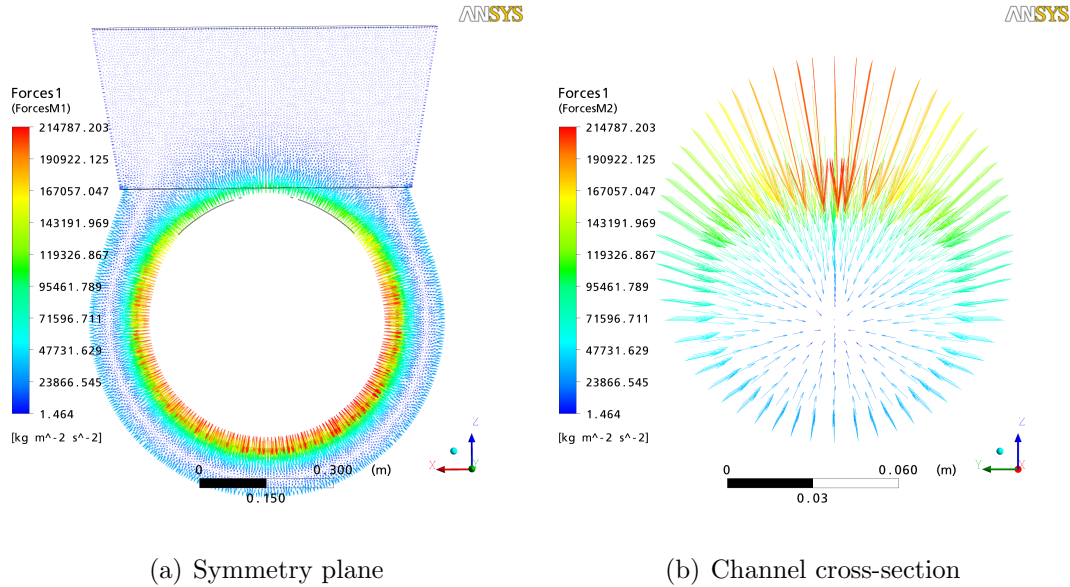 ANSYS
Forces1
(ForcesM1)
214787.203
190922.125
167057.047
143191.969
119326.867
95461.789
71596.711
47731.629
23866.545
1.464
[kg m^-2 s^-2]
0
0.300
(m)
0.150
Z
X
Y
(a) Symmetry plane
ANSYS
Forces1
(ForcesM2)
214787.203
190922.125
167057.047
143191.969
119326.867
95461.789
71596.711
47731.629
23866.545
1.464
[kg m^-2 s^-2]
0
0.060
(m)
0.03
Z
Y
X
(b) Channel cross-section